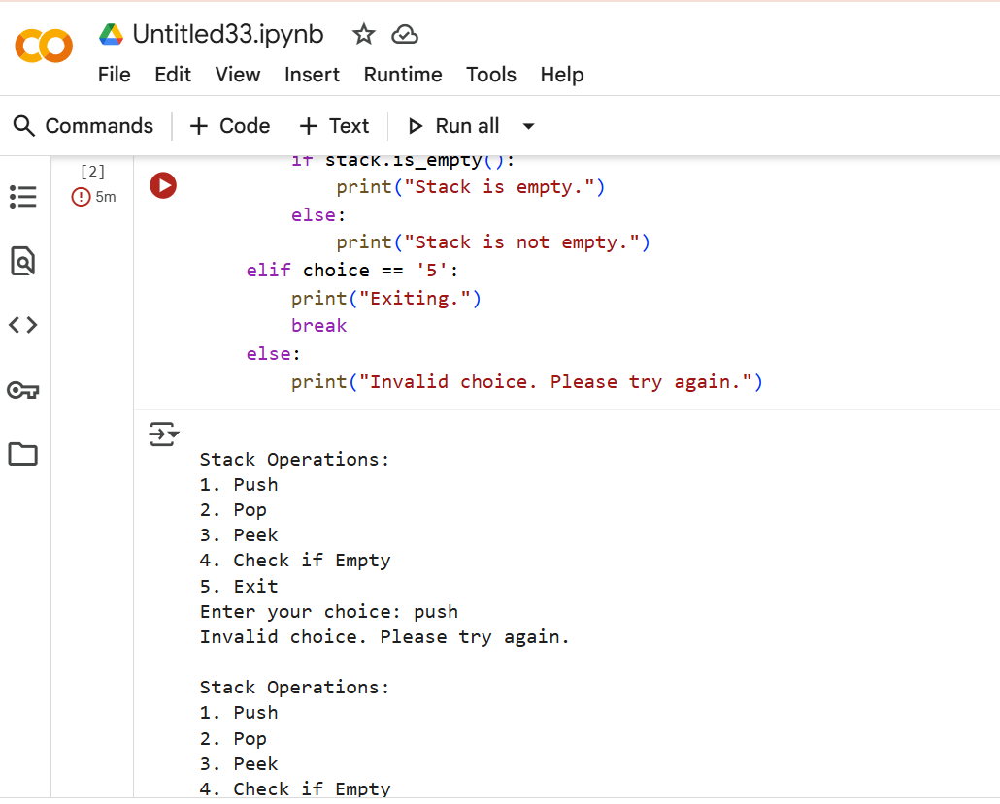 Untitled33.ipynb
File Edit View Insert Runtime Tools Help
Commands + Code + Text Run all
[2]
5m
if stack.is_empty():
print("Stack is empty.")
else:
print("Stack is not empty.")
elif choice == '5':
print("Exiting.")
break
else:
print("Invalid choice. Please try again.")
Stack Operations:
1. Push
2. Pop
3. Peek
4. Check if Empty
5. Exit
Enter your choice: push
Invalid choice. Please try again.
Stack Operations:
1. Push
2. Pop
3. Peek
4. Check if Empty